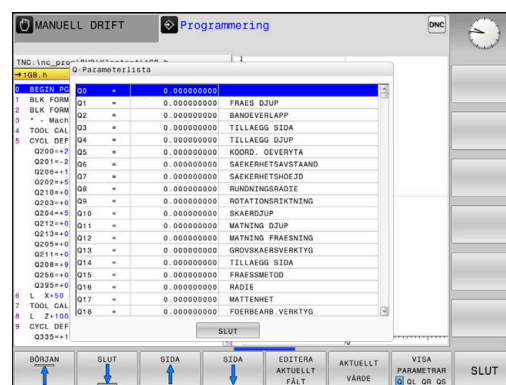 MANUELL DRIFT
Programmering
DNC
→1GB.h
Q-Parameterlista
0 BEGIN PG
1 BLK FORM
2 BLK FORM
3 * - Mach
4 TOOL CAL
5 CYCL DEF
Q200=+2
Q201=-2
Q206=+1
Q202=+5
Q210=+0
Q203=+0
Q204=+5
Q212=+0
Q213=+0
Q205=+0
Q211=+0
Q208=+9
Q256=+0
Q395=+0
6 L X+50
7 TOOL CAL
8 L Z+100
9 CYCL DEF
Q335=+1
Q0 = 0.000000000
Q1 = 0.000000000 FRAES DJUP
Q2 = 0.000000000 BANOEVERLAPP
Q3 = 0.000000000 TILLAEGG SIDA
Q4 = 0.000000000 TILLAEGG DJUP
Q5 = 0.000000000 KOORD. OEVERYTA
Q6 = 0.000000000 SAEKERHETSAVSTAAND
Q7 = 0.000000000 SAEKERHETSHOEJD
Q8 = 0.000000000 RUNDNINGSRADIE
Q9 = 0.000000000 ROTATIONSRIKTNING
Q10 = 0.000000000 SKAERDJUP
Q11 = 0.000000000 MATNING DJUP
Q12 = 0.000000000 MATNING FRAESNING
Q13 = 0.000000000 GROVSKAERSVERKTYG
Q14 = 0.000000000 TILLAEGG SIDA
Q15 = 0.000000000 FRAESSMETOD
Q16 = 0.000000000 RADIE
Q17 = 0.000000000 MATTENHET
Q18 = 0.000000000 FOERBEARB.VERKTYG
SLUT
BÖRJAN
SLUT
SIDA
SIDA
EDITERA
AKTUELLT
FÄLT
AKTUELLT
VÄRDE
VISA
PARAMETRAR
Q QL QR QS
SLUT